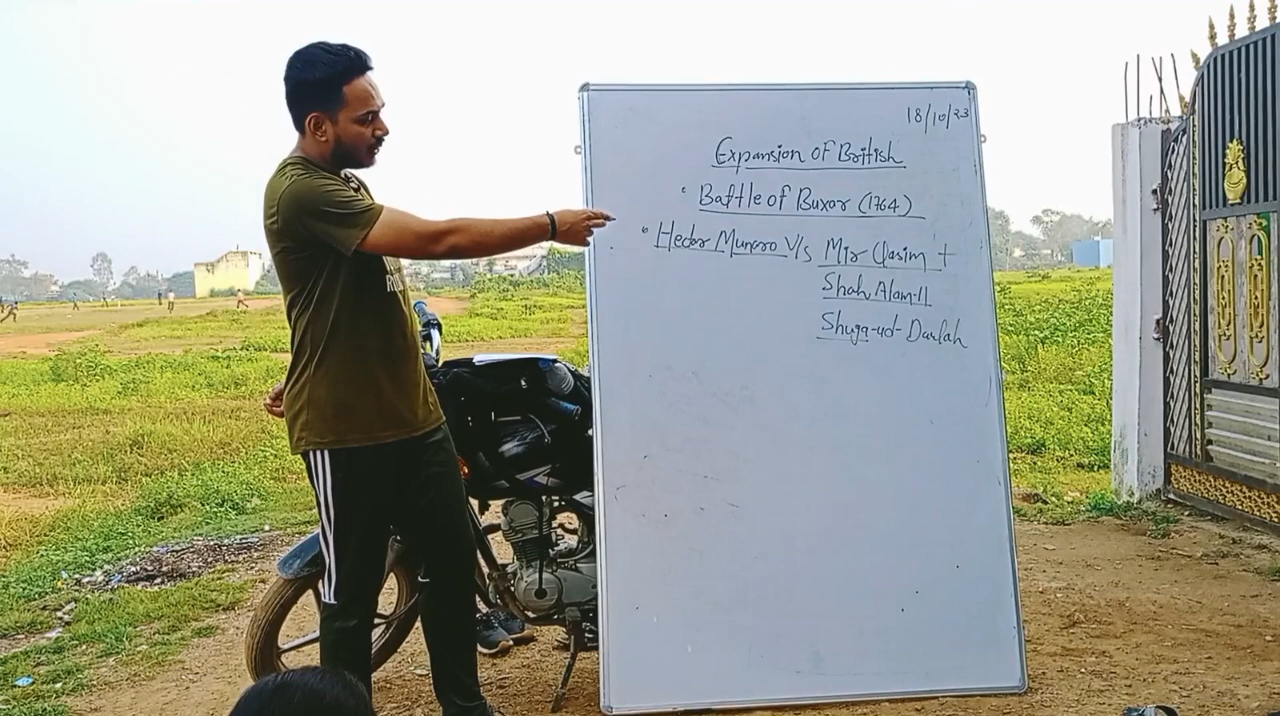 18/10/23
Expansion of British
Battle of Buxar (1764)
Hector Munro V/s Mir Qasim +
Shah Alam-II
Shuja-ud-Daulah